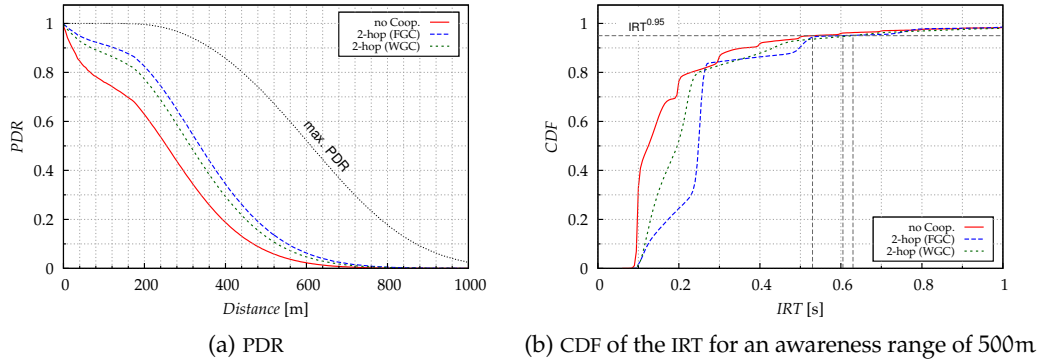 1
0.8
0.6
0.4
0.2
0
PDR
0 200 400 600 800 1000
Distance [m]
no Coop.
2-hop (FGC)
2-hop (WGC)
max. PDR
(a) PDR
1
0.8
0.6
0.4
0.2
0
CDF
0 0.2 0.4 0.6 0.8 1
IRT [s]
IRT^0.95
no Coop.
2-hop (FGC)
2-hop (WGC)
(b) CDF of the IRT for an awareness range of 500m